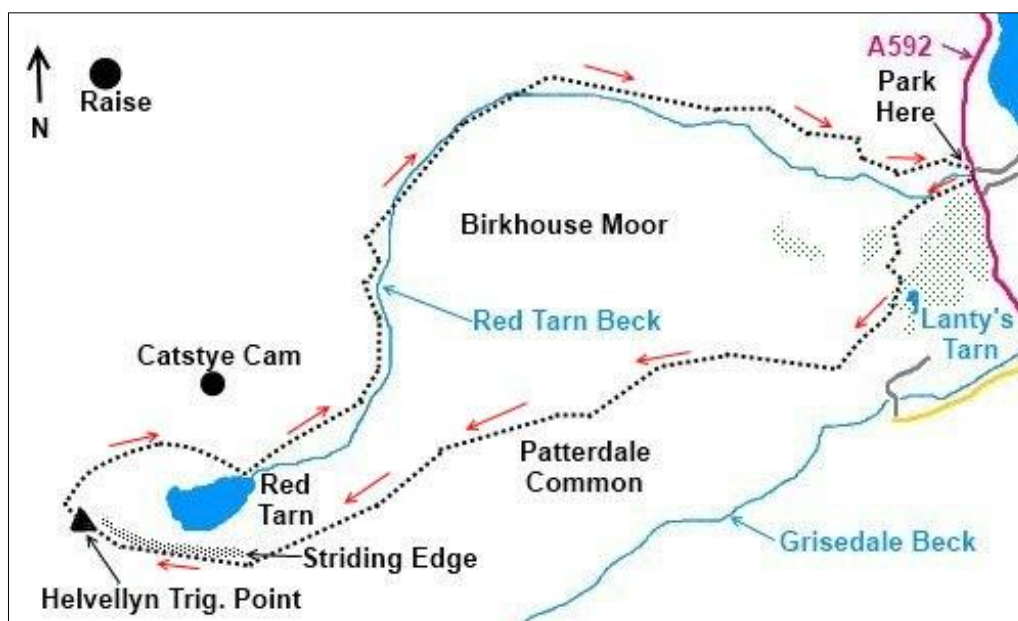 A592
Park
Here
Raise
N
Birkhouse Moor
Red Tarn Beck
Lanty's
Tarn
Catstye Cam
Patterdale
Common
Red
Tarn
Striding Edge
Grisedale Beck
Helvellyn Trig. Point